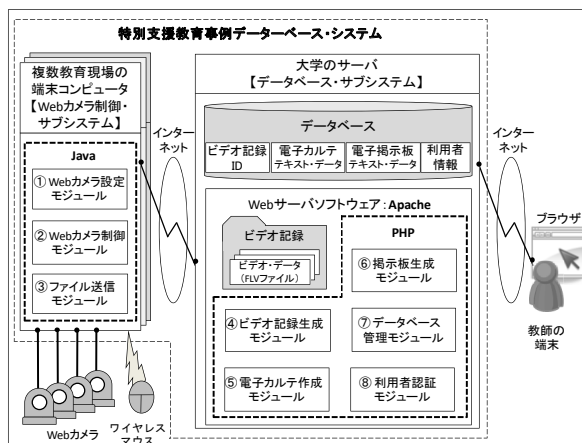 特別支援教育事例データーベース・システム
複数教育現場の
端末コンピュータ
【Webカメラ制御・
サブシステム】
Java
①Webカメラ設定
モジュール
②Webカメラ制御
モジュール
③ファイル送信
モジュール
Webカメラ
ワイヤレス
マウス
インター
ネット
大学のサーバ
【データベース・サブシステム】
データベース
ビデオ記録
ID
電子カルテ
テキスト・データ
電子掲示板
テキスト・データ
利用者
情報
Webサーバソフトウェア：Apache
ビデオ記録
ビデオ・データ
(FLVファイル)
PHP
⑥掲示板生成
モジュール
④ビデオ記録生成
モジュール
⑦データベース
管理モジュール
⑤電子カルテ作成
モジュール
⑧利用者認証
モジュール
インター
ネット
ブラウザ
教師の
端末